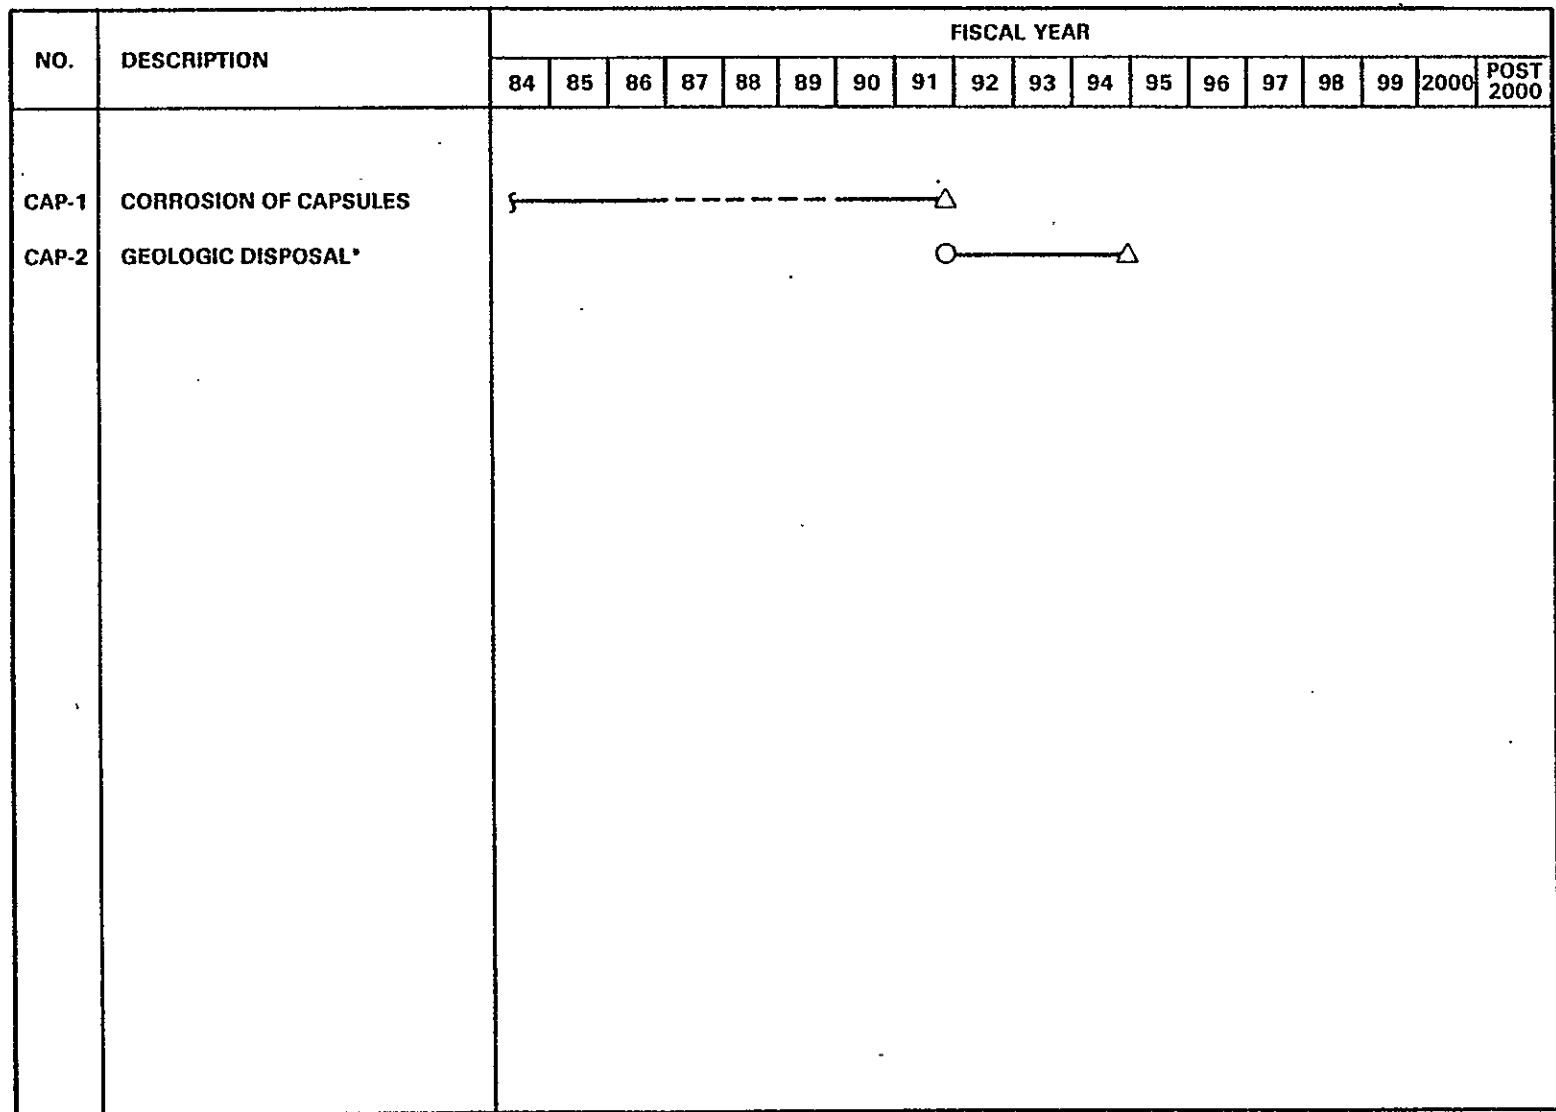 FISCAL YEAR
NO. DESCRIPTION
84 85 86 87 88 89 90 91 92 93 94 95 96 97 98 99 2000 POST 2000
CAP-1 CORROSION OF CAPSULES
CAP-2 GEOLOGIC DISPOSAL*